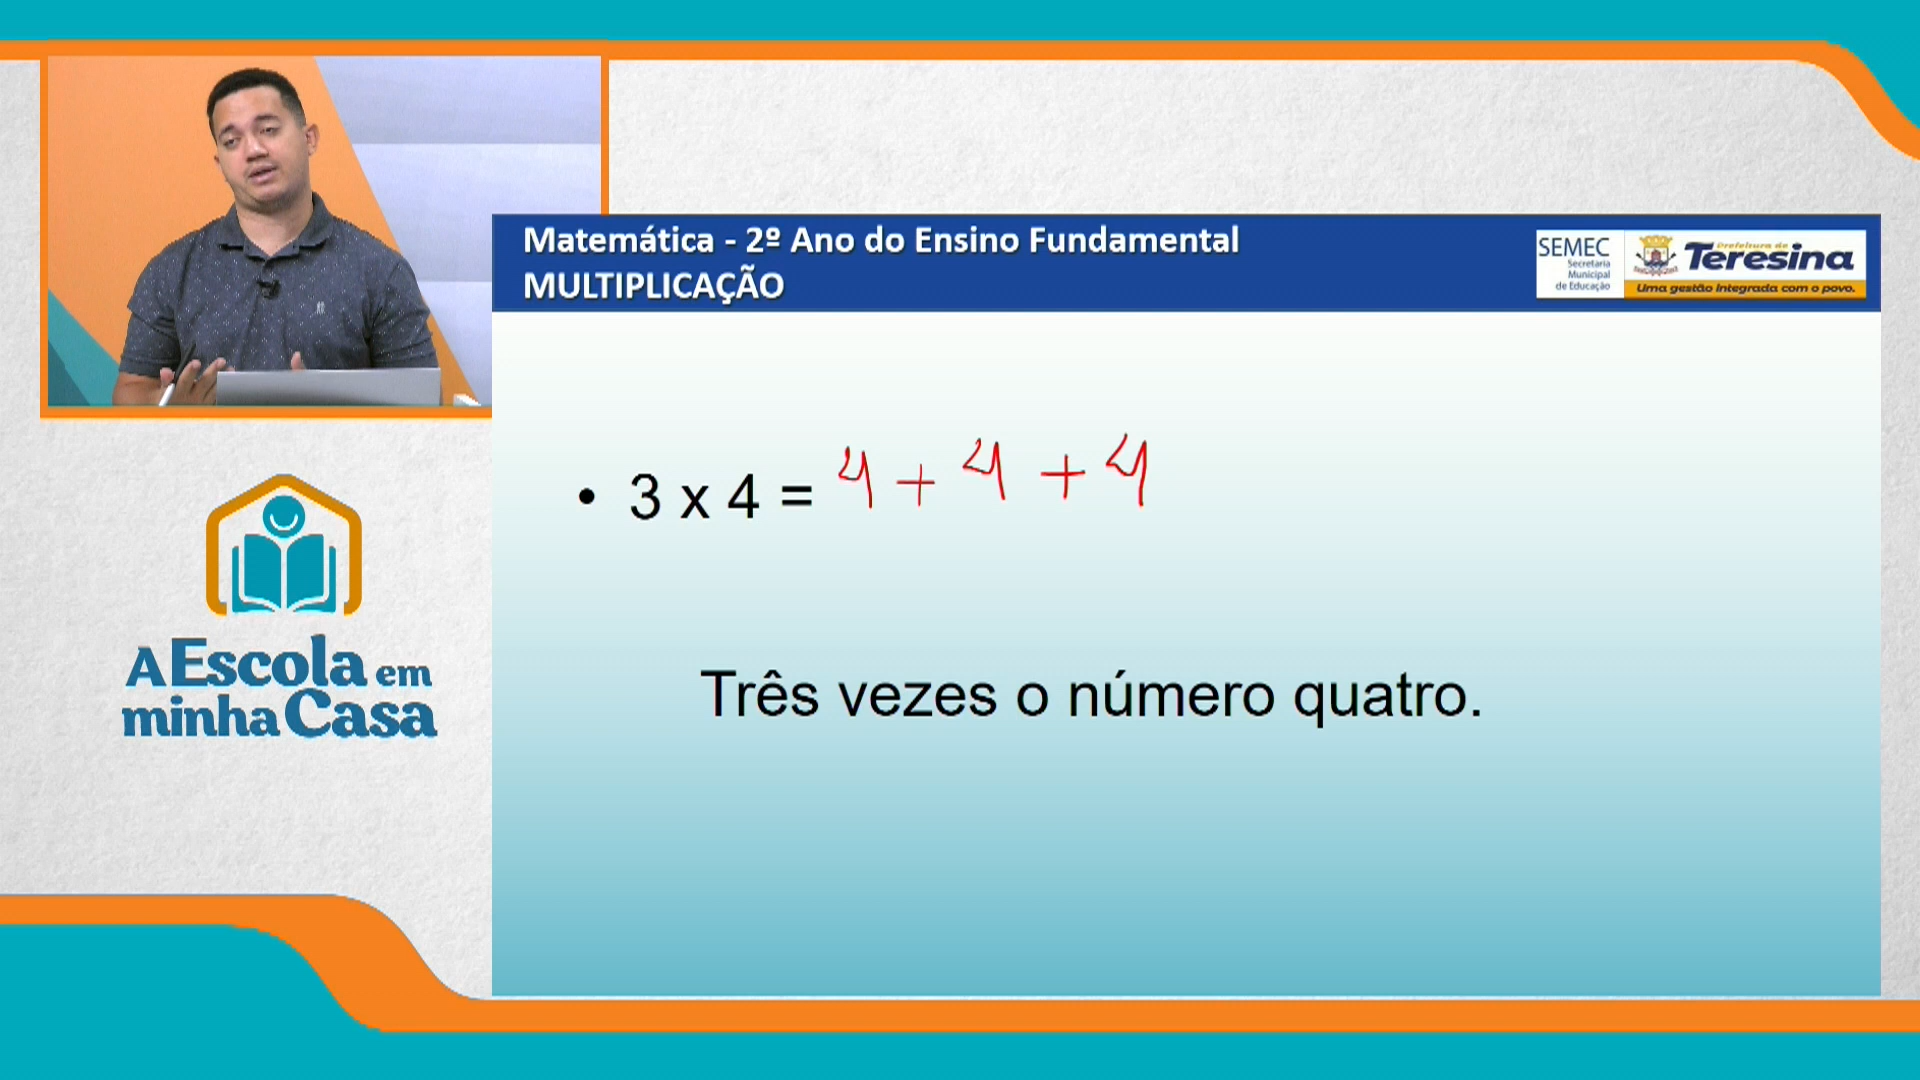 Matemática - 2º Ano do Ensino Fundamental
MULTIPLICAÇÃO
SEMEC
Secretaria
Municipal
de Educação
Prefeitura de
Teresina
Uma gestão integrada com o povo.
• 3 x 4 = 4 + 4 + 4
Três vezes o número quatro.
A Escola em
minha Casa